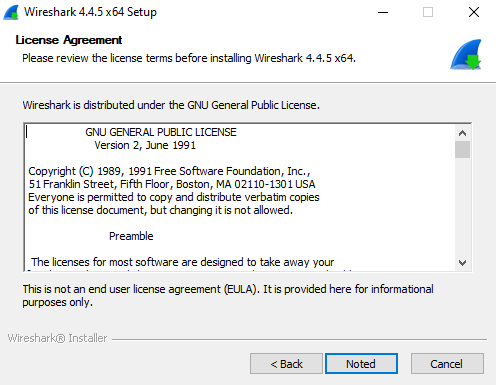 Wireshark 4.4.5 x64 Setup
License Agreement
Please review the license terms before installing Wireshark 4.4.5 x64.
Wireshark is distributed under the GNU General Public License.
GNU GENERAL PUBLIC LICENSE
Version 2, June 1991
Copyright (C) 1989, 1991 Free Software Foundation, Inc.,
51 Franklin Street, Fifth Floor, Boston, MA 02110-1301 USA
Everyone is permitted to copy and distribute verbatim copies
of this license document, but changing it is not allowed.
Preamble
The licenses for most software are designed to take away your
This is not an end user license agreement (EULA). It is provided here for informational
purposes only.
Wireshark® Installer
< Back
Noted
Cancel